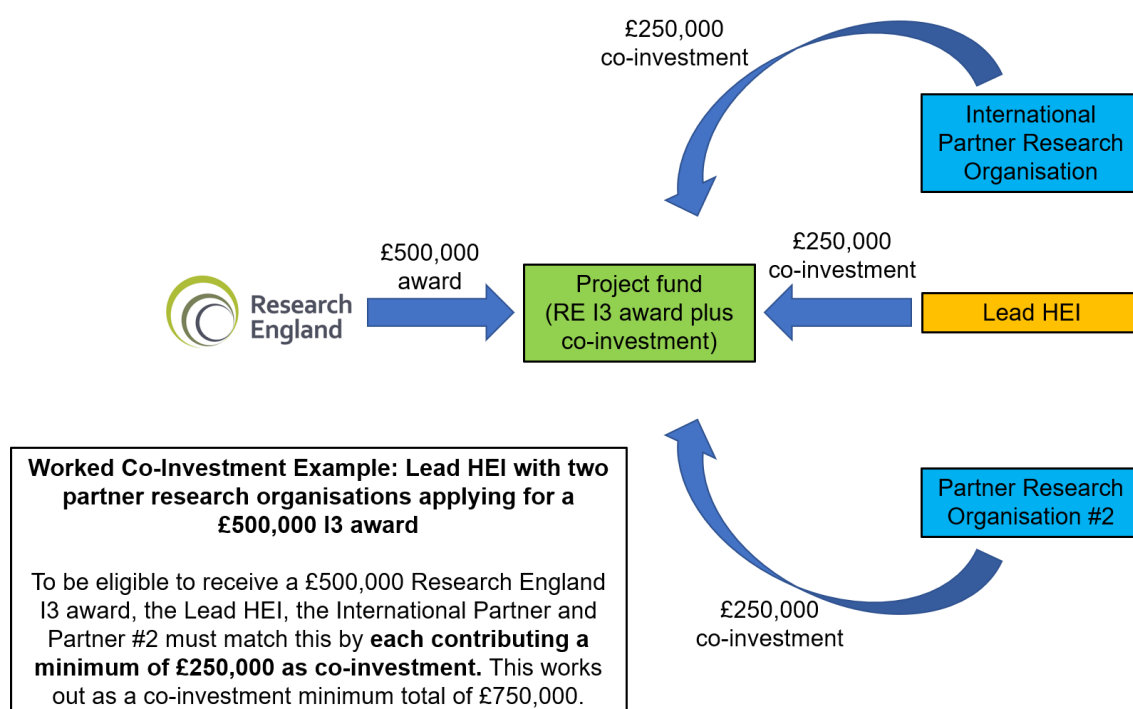 £250,000
co-investment
International
Partner Research
Organisation
£500,000
award
£250,000
co-investment
Research
England
Project fund
(RE I3 award plus
co-investment)
Lead HEI
Worked Co-Investment Example: Lead HEI with two
partner research organisations applying for a
£500,000 I3 award
To be eligible to receive a £500,000 Research England
I3 award, the Lead HEI, the International Partner and
Partner #2 must match this by each contributing a
minimum of £250,000 as co-investment. This works
out as a co-investment minimum total of £750,000.
Partner Research
Organisation #2
£250,000
co-investment